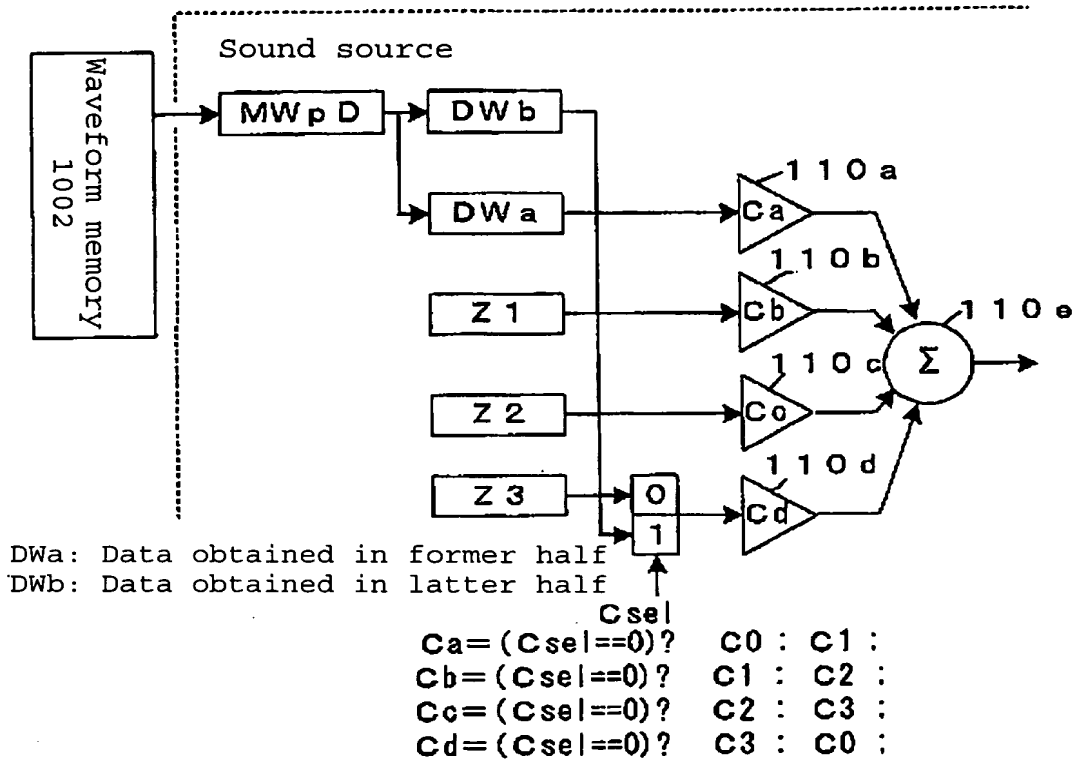 Sound source
Waveform memory
1002
MWpD
DWb
DWa
Z1
Z2
Z3
0
1
Ca
110a
Cb
110b
Cc
110c
Cd
110d
Σ
110e
DWa: Data obtained in former half
DWb: Data obtained in latter half
Csel
Ca=(Csel==0)? C0 : C1 ;
Cb=(Csel==0)? C1 : C2 ;
Cc=(Csel==0)? C2 : C3 ;
Cd=(Csel==0)? C3 : C0 ;